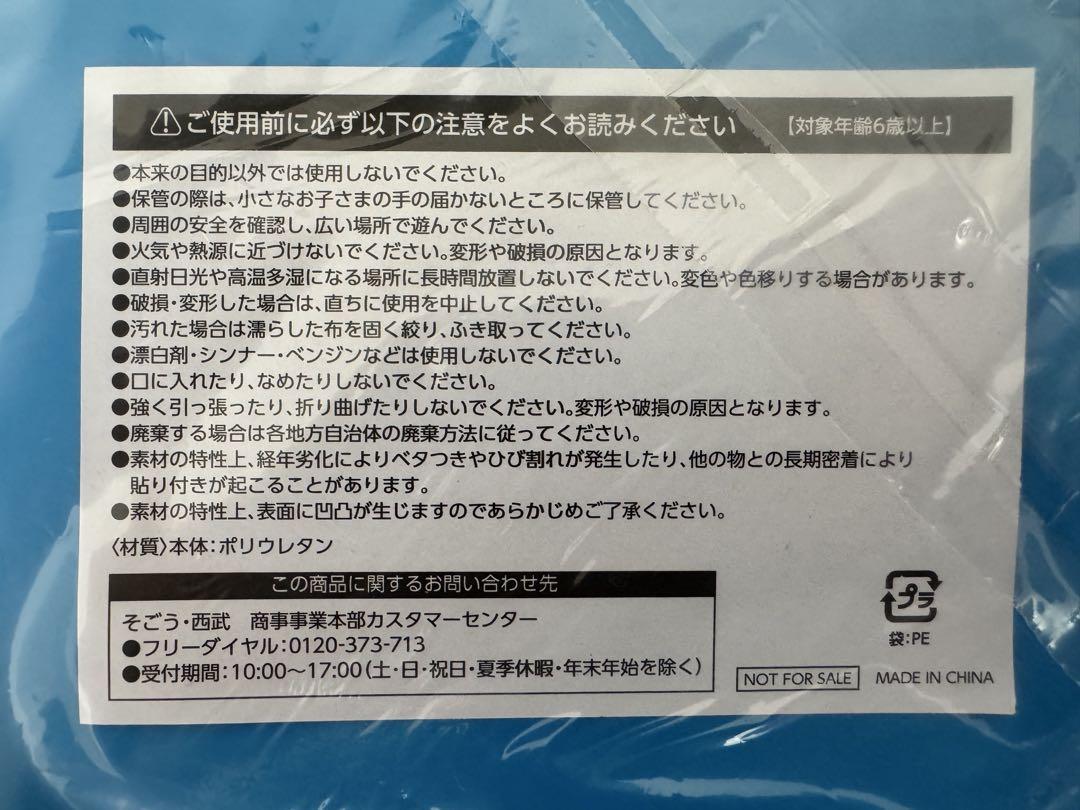 ⚠ご使用前に必ず以下の注意をよくお読みください 【対象年齢6歳以上】
●本来の目的以外では使用しないでください。
●保管の際は、小さなお子さまの手の届かないところに保管してください。
●周囲の安全を確認し、広い場所で遊んでください。
●火気や熱源に近づけないでください。変形や破損の原因となります。
●直射日光や高温多湿になる場所に長時間放置しないでください。変色や色移りする場合があります。
●破損・変形した場合は、直ちに使用を中止してください。
●汚れた場合は濡らした布を固く絞り、ふき取ってください。
●漂白剤・シンナー・ベンジンなどは使用しないでください。
●口に入れたり、なめたりしないでください。
●強く引っ張ったり、折り曲げたりしないでください。変形や破損の原因となります。
●廃棄する場合は各地方自治体の廃棄方法に従ってください。
●素材の特性上、経年劣化によりベタつきやひび割れが発生したり、他の物との長期密着により
貼り付きが起こることがあります。
●素材の特性上、表面に凹凸が生じますのであらかじめご了承ください。
〈材質〉本体：ポリウレタン
この商品に関するお問い合わせ先
そごう・西武 商事事業本部カスタマーセンター
●フリーダイヤル：0120-373-713
●受付期間：10:00〜17:00（土・日・祝日・夏季休暇・年末年始を除く）
プラ
袋：PE
NOT FOR SALE MADE IN CHINA